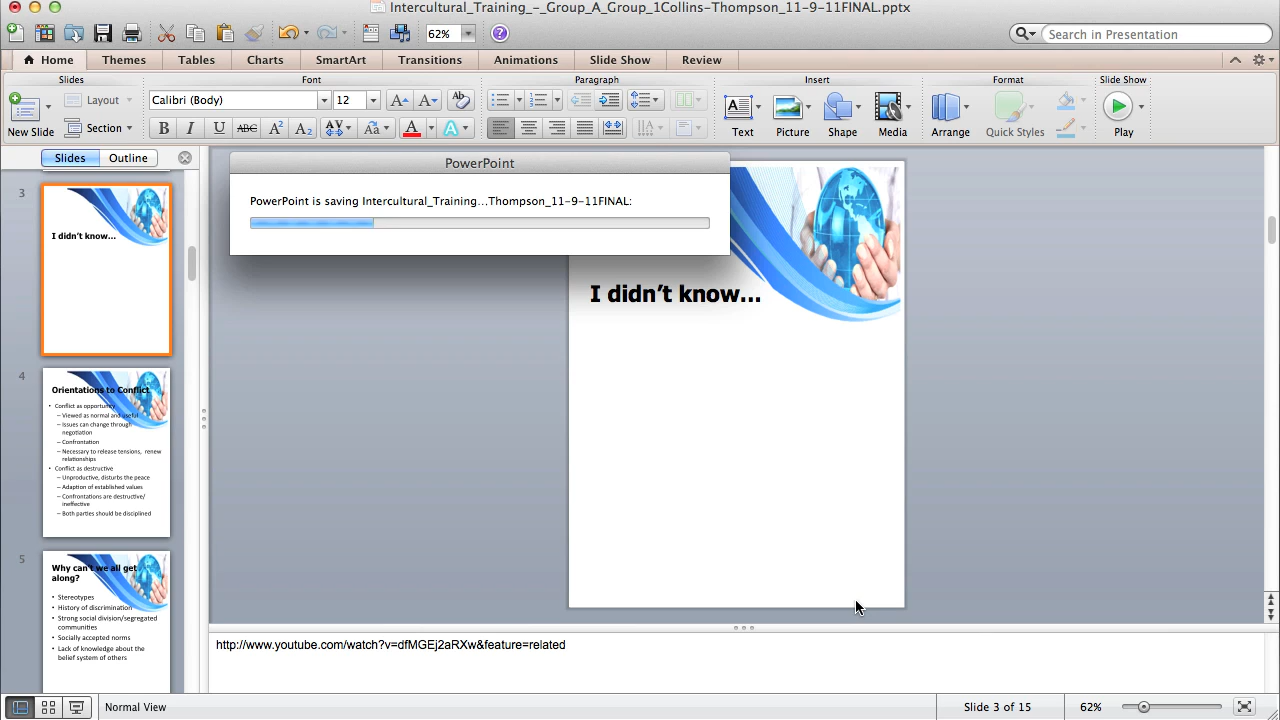 Intercultural_Training_-_Group_A_Group_1Collins-Thompson_11-9-11FINAL.pptx
62%
Search in Presentation
Home Themes Tables Charts SmartArt Transitions Animations Slide Show Review
Slides Font Paragraph Insert Format Slide Show
New Slide
Layout
Section
Calibri (Body) 12
Text Picture Shape Media Arrange Quick Styles Play
Slides Outline
PowerPoint
PowerPoint is saving Intercultural_Training...Thompson_11-9-11FINAL:
3
I didn’t know...
4
Orientations to Conflict
• Conflict as opportunity
– Viewed as normal and useful
– Issues can change through
negotiation
– Confrontation
– Necessary to release tensions, renew
relationships
• Conflict as destructive
– Unproductive, disturbs the peace
– Adaption of established values
– Confrontations are destructive/
ineffective
– Both parties should be disciplined
5
Why can’t we all get
along?
• Stereotypes
• History of discrimination
• Strong social division/segregated
communities
• Socially accepted norms
• Lack of knowledge about the
belief system of others
I didn’t know...
http://www.youtube.com/watch?v=dfMGEj2aRXw&feature=related
Normal View
Slide 3 of 15
62%